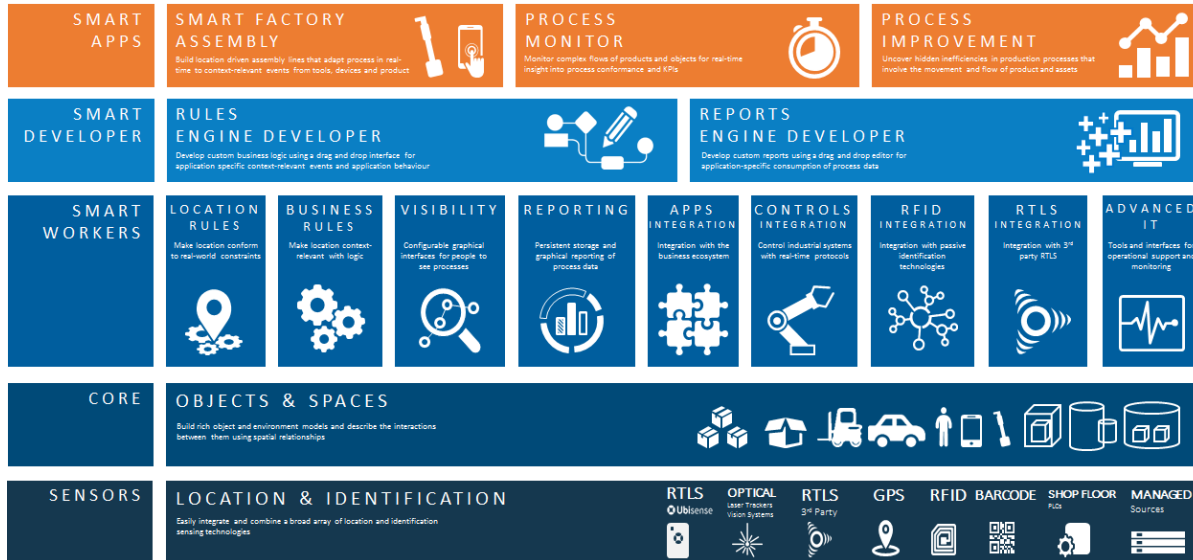 SMART
APPS
SMART FACTORY
ASSEMBLY
Build location driven assembly lines that adapt process in real-
time to context-relevant events from tools, devices and product
PROCESS
MONITOR
Monitor complex flows of products and objects for real-time
insight into process conformance and KPIs
PROCESS
IMPROVEMENT
Uncover hidden inefficiencies in production processes that
involve the movement and flow of product and assets
SMART
DEVELOPER
RULES
ENGINE DEVELOPER
Develop custom business logic using a drag and drop interface for
application specific context-relevant events and application behaviour
REPORTS
ENGINE DEVELOPER
Develop custom reports using a drag and drop editor for
application-specific consumption of process data
SMART
WORKERS
LOCATION
RULES
Make location conform
to real-world constraints
BUSINESS
RULES
Make location context-
relevant with logic
VISIBILITY
Configurable graphical
interfaces for people to
see processes
REPORTING
Persistent storage and
graphical reporting of
process data
APPS
INTEGRATION
Integration with the
business ecosystem
CONTROLS
INTEGRATION
Control industrial systems
with real-time protocols
RFID
INTEGRATION
Integration with passive
identification
technologies
RTLS
INTEGRATION
Integration with 3rd
party RTLS
ADVANCED
IT
Tools and interfaces for
operational support and
monitoring
CORE
OBJECTS & SPACES
Build rich object and environment models and describe the interactions
between them using spatial relationships
SENSORS
LOCATION & IDENTIFICATION
Easily integrate and combine a broad array of location and identification
sensing technologies
RTLS
Ubisense
OPTICAL
Laser Trackers
Vision Systems
RTLS
3rd Party
GPS
RFID
BARCODE
SHOP FLOOR
PLCs
MANAGED
Sources